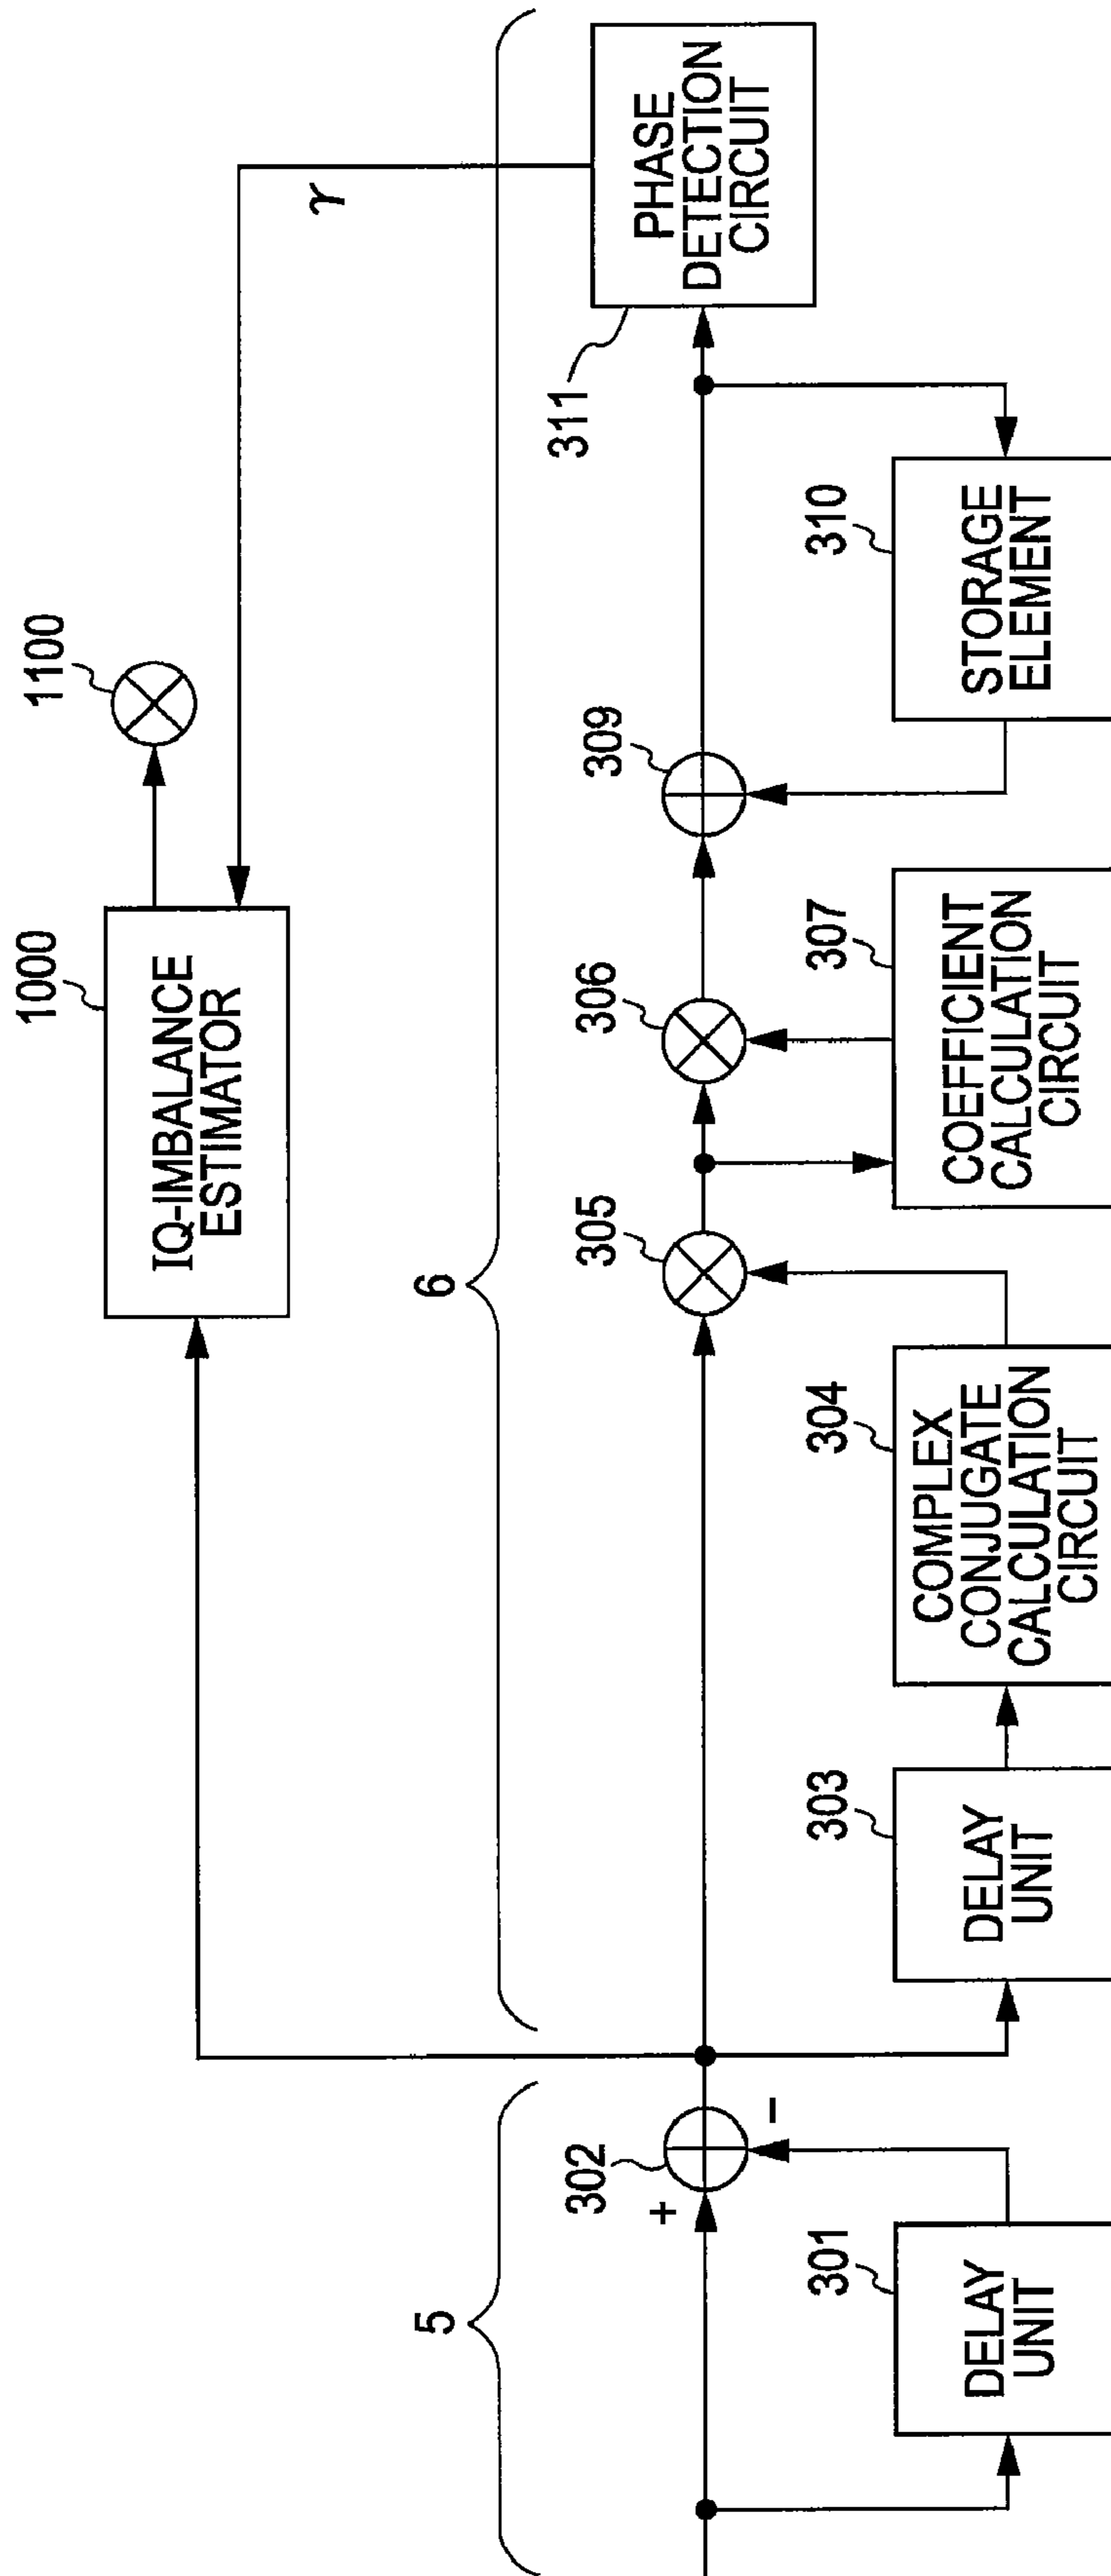 1000
IQ-IMBALANCE
ESTIMATOR
1100
γ
5
6
302
+
−
305
306
309
311
PHASE
DETECTION
CIRCUIT
301
DELAY
UNIT
303
DELAY
UNIT
304
COMPLEX
CONJUGATE
CALCULATION
CIRCUIT
307
COEFFICIENT
CALCULATION
CIRCUIT
310
STORAGE
ELEMENT